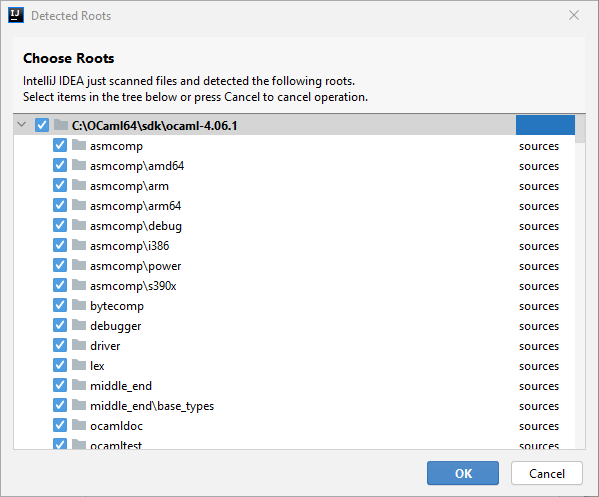 IJ
Detected Roots
Choose Roots
IntelliJ IDEA just scanned files and detected the following roots.
Select items in the tree below or press Cancel to cancel operation.
C:\OCaml64\sdk\ocaml-4.06.1
asmcomp sources
asmcomp\amd64 sources
asmcomp\arm sources
asmcomp\arm64 sources
asmcomp\debug sources
asmcomp\i386 sources
asmcomp\power sources
asmcomp\s390x sources
bytecomp sources
debugger sources
driver sources
lex sources
middle_end sources
middle_end\base_types sources
ocamldoc sources
ocamltest sources
OK Cancel